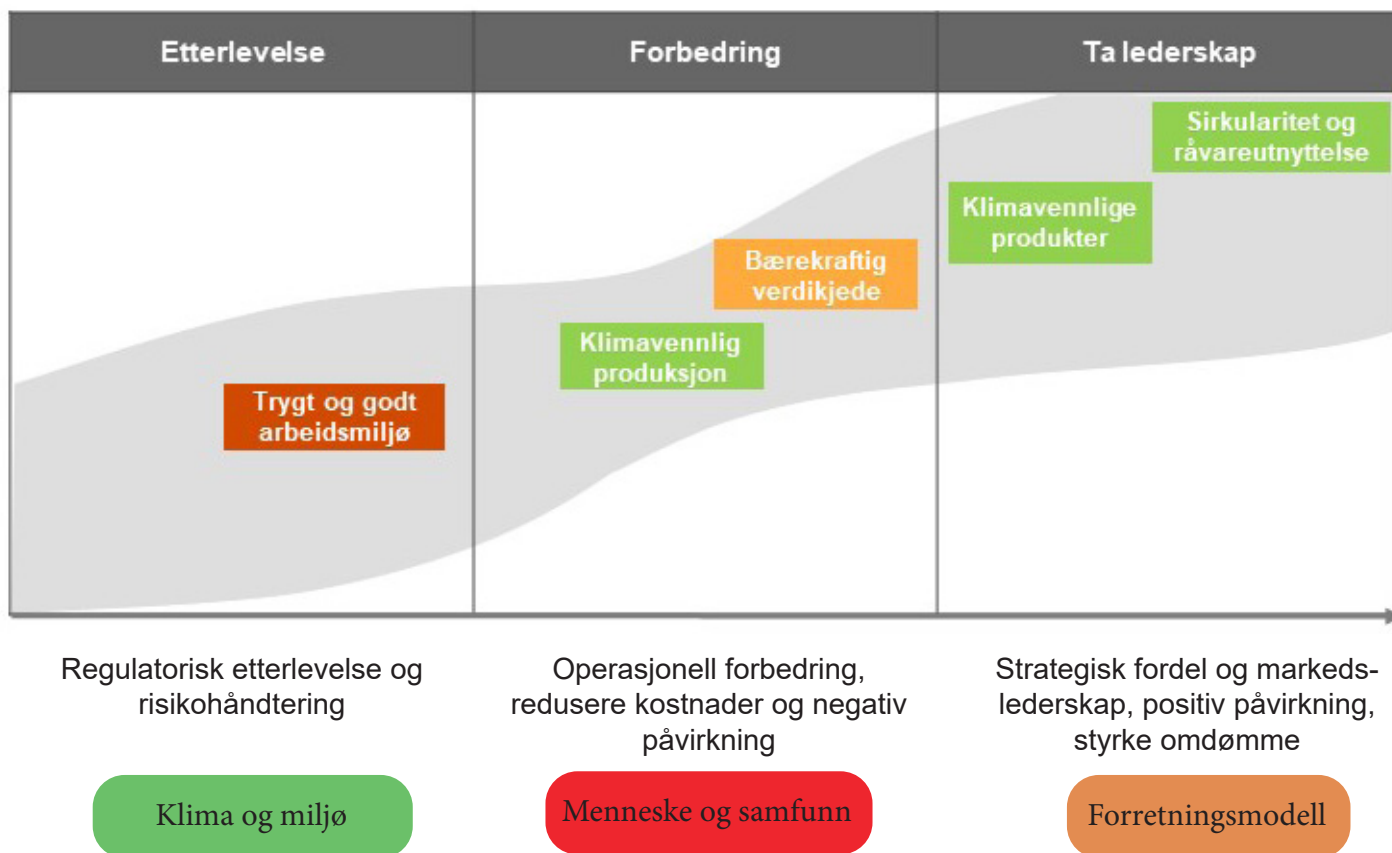 Etterlevelse
Forbedring
Ta lederskap
Sirkularitet og
råvareutnyttelse
Klimavennlige
produkter
Bærekraftig
verdikjede
Klimavennlig
produksjon
Trygt og godt
arbeidsmiljø
Regulatorisk etterlevelse og
risikohåndtering
Operasjonell forbedring,
redusere kostnader og negativ
påvirkning
Strategisk fordel og markeds-
lederskap, positiv påvirkning,
styrke omdømme
Klima og miljø
Menneske og samfunn
Forretningsmodell